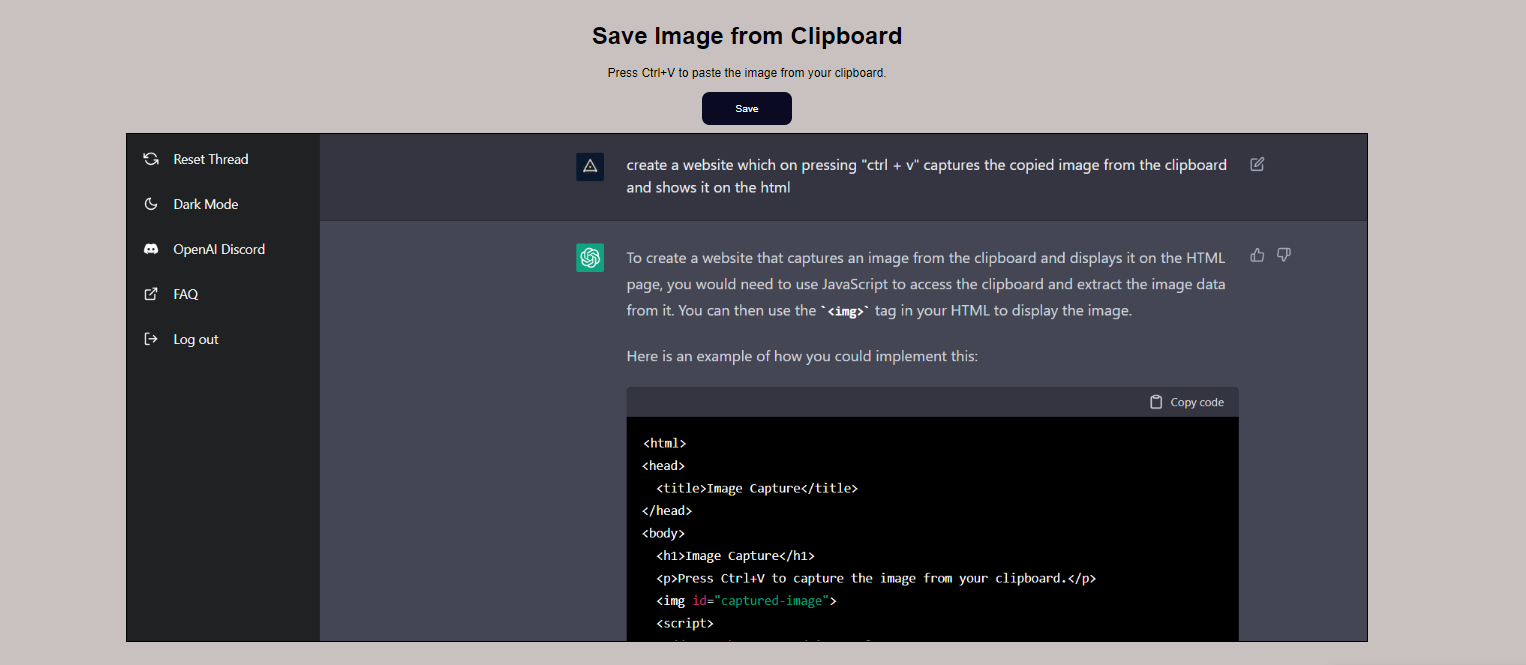 Save Image from Clipboard
Press Ctrl+V to paste the image from your clipboard.
Save
Reset Thread
Dark Mode
OpenAI Discord
FAQ
Log out
create a website which on pressing "ctrl + v" captures the copied image from the clipboard
and shows it on the html
To create a website that captures an image from the clipboard and displays it on the HTML
page, you would need to use JavaScript to access the clipboard and extract the image data
from it. You can then use the `<img>` tag in your HTML to display the image.
Here is an example of how you could implement this:
Copy code
<html>
<head>
<title>Image Capture</title>
</head>
<body>
<h1>Image Capture</h1>
<p>Press Ctrl+V to capture the image from your clipboard.</p>
<img id="captured-image">
<script>